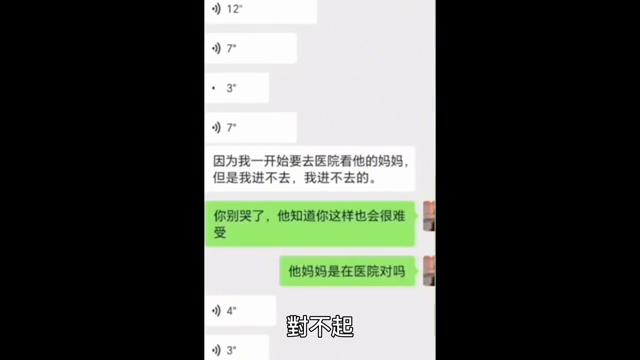 12"
7"
3"
7"
因为我一开始要去医院看他的妈妈，
但是我进不去，我进不去的。
你别哭了，他知道你这样也会很难
受
他妈妈是在医院对吗
4"
對不起
3"